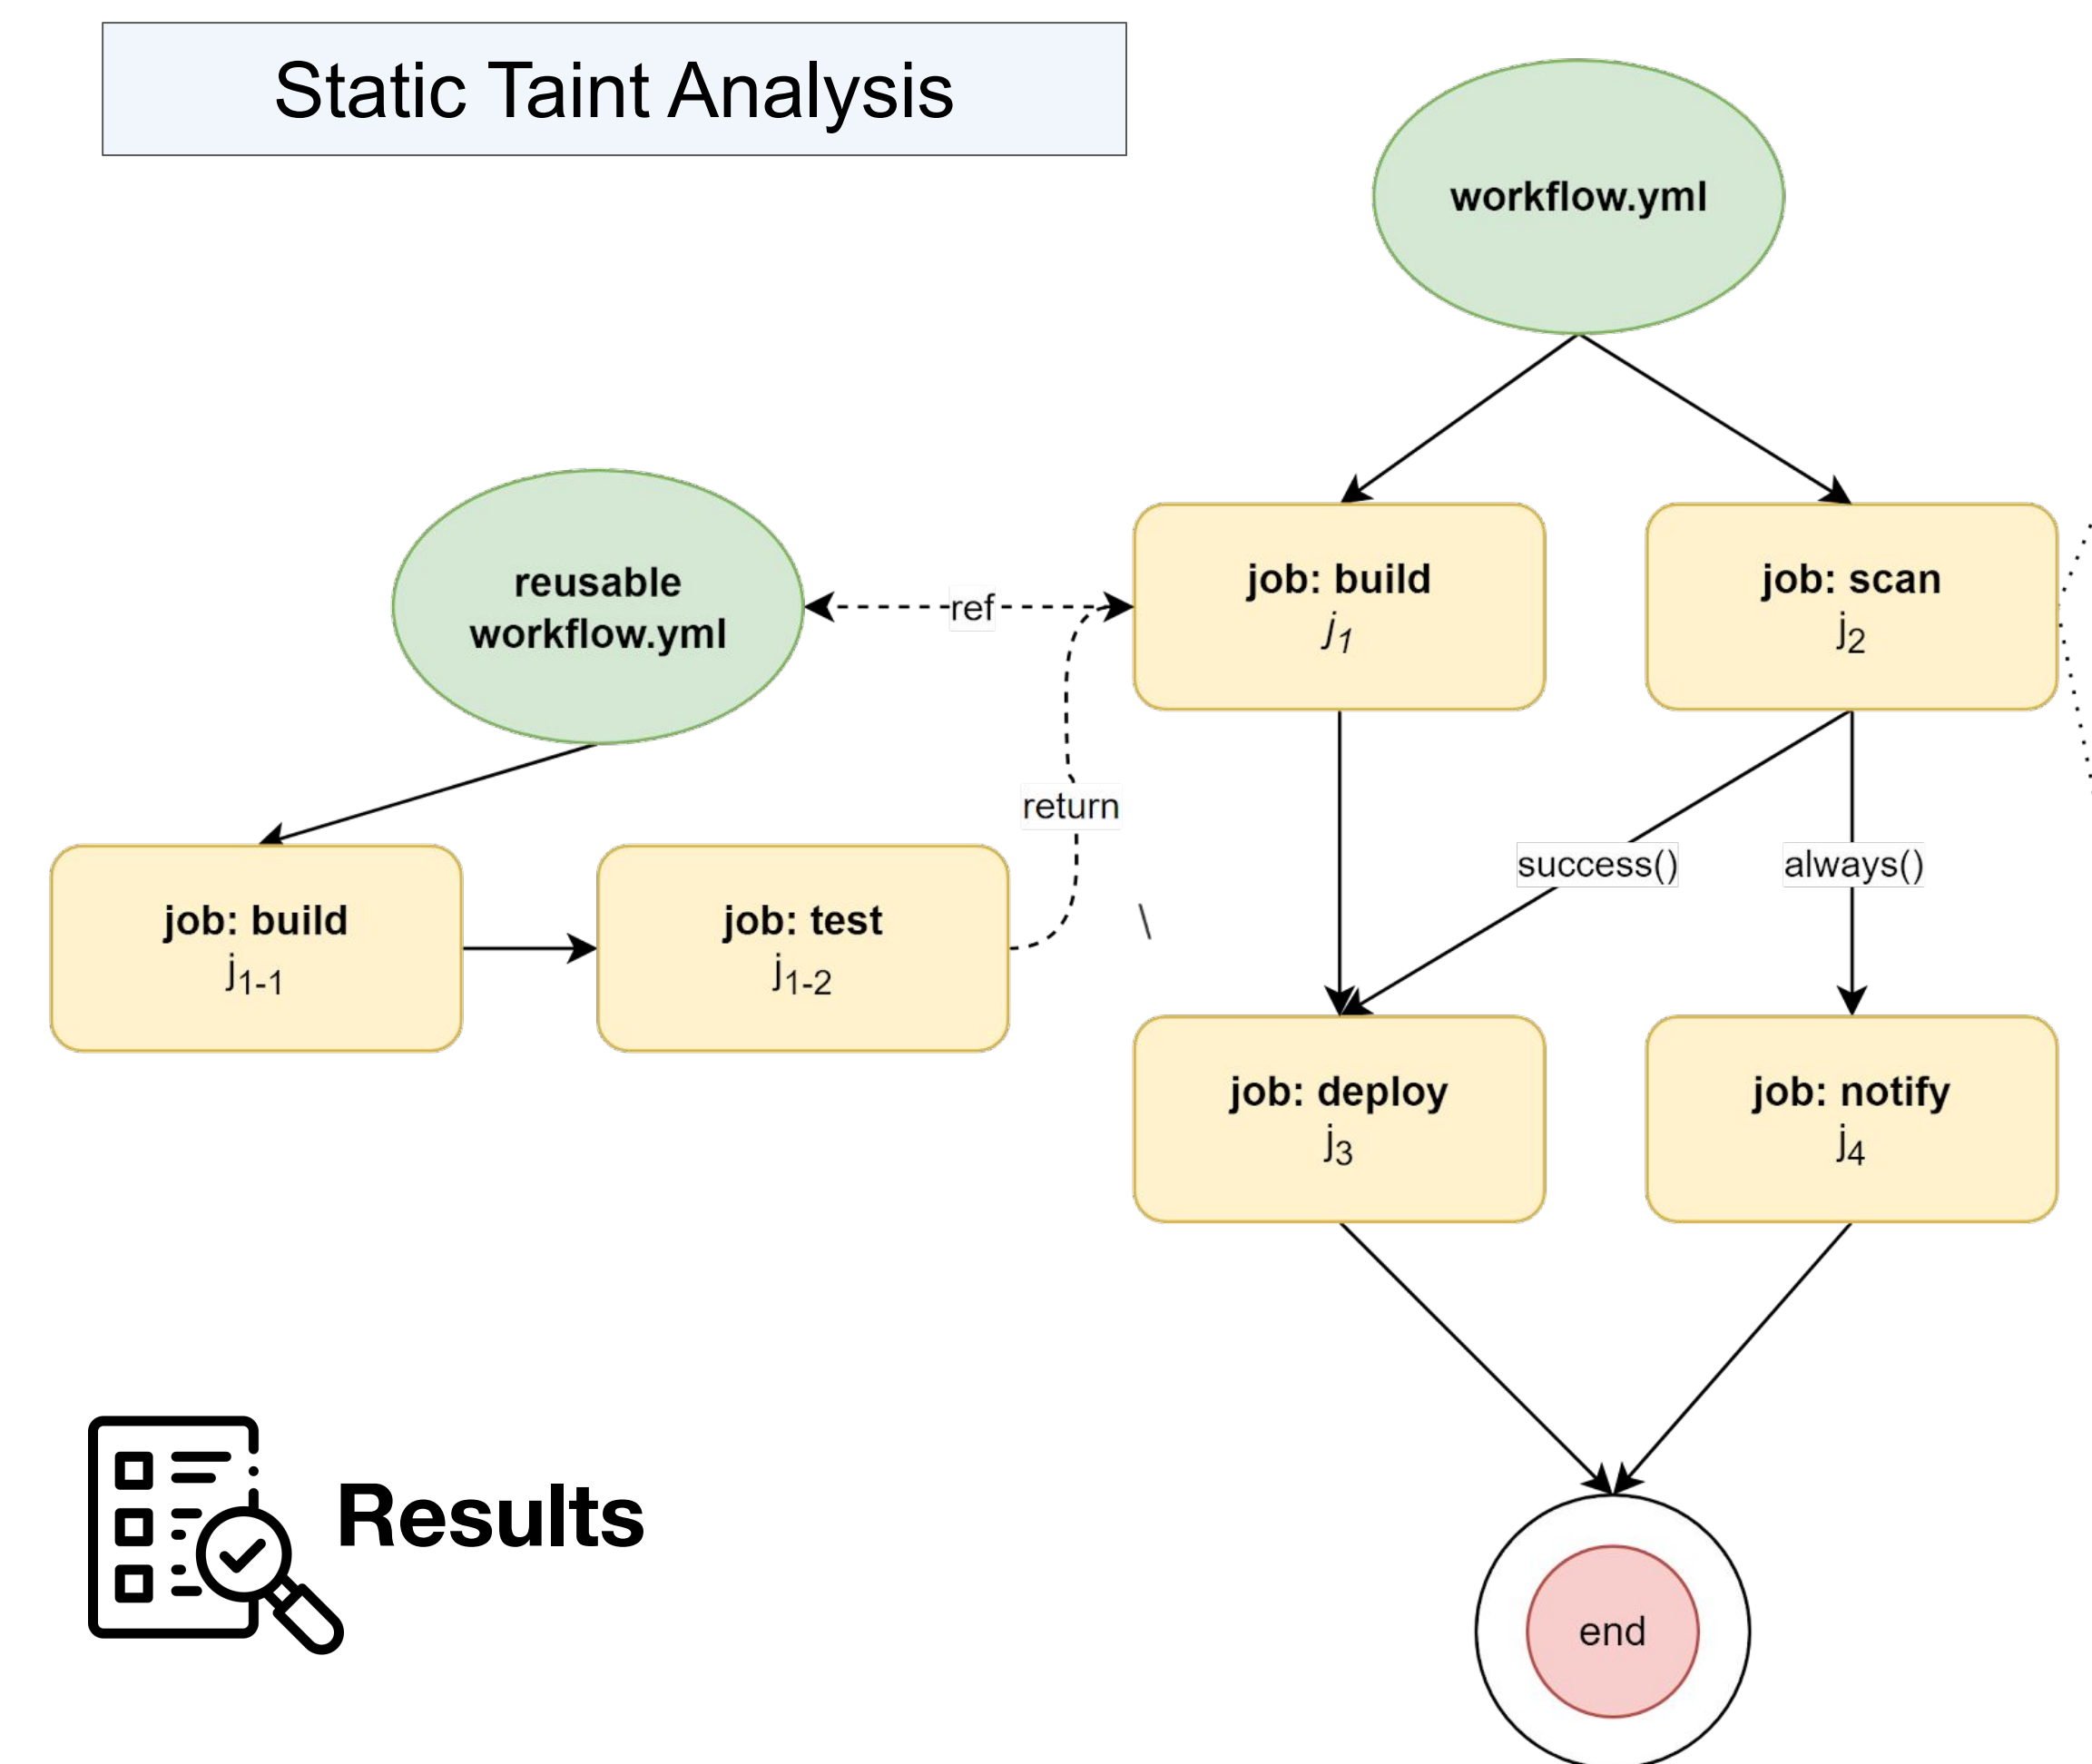 Static Taint Analysis
workflow.yml
reusable
workflow.yml
ref
job: build
j1
job: scan
j2
return
success()
always()
job: build
j1-1
job: test
j1-2
\
job: deploy
j3
job: notify
j4
Results
end